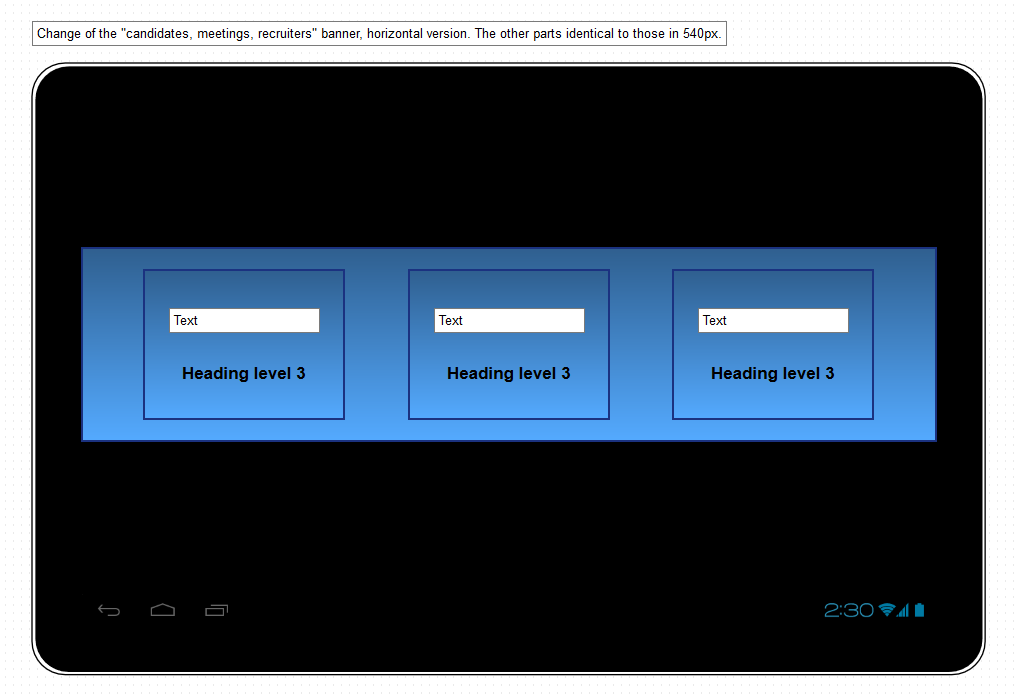 Change of the "candidates, meetings, recruiters" banner, horizontal version. The other parts identical to those in 540px.
Text Text Text
Heading level 3 Heading level 3 Heading level 3
2:30